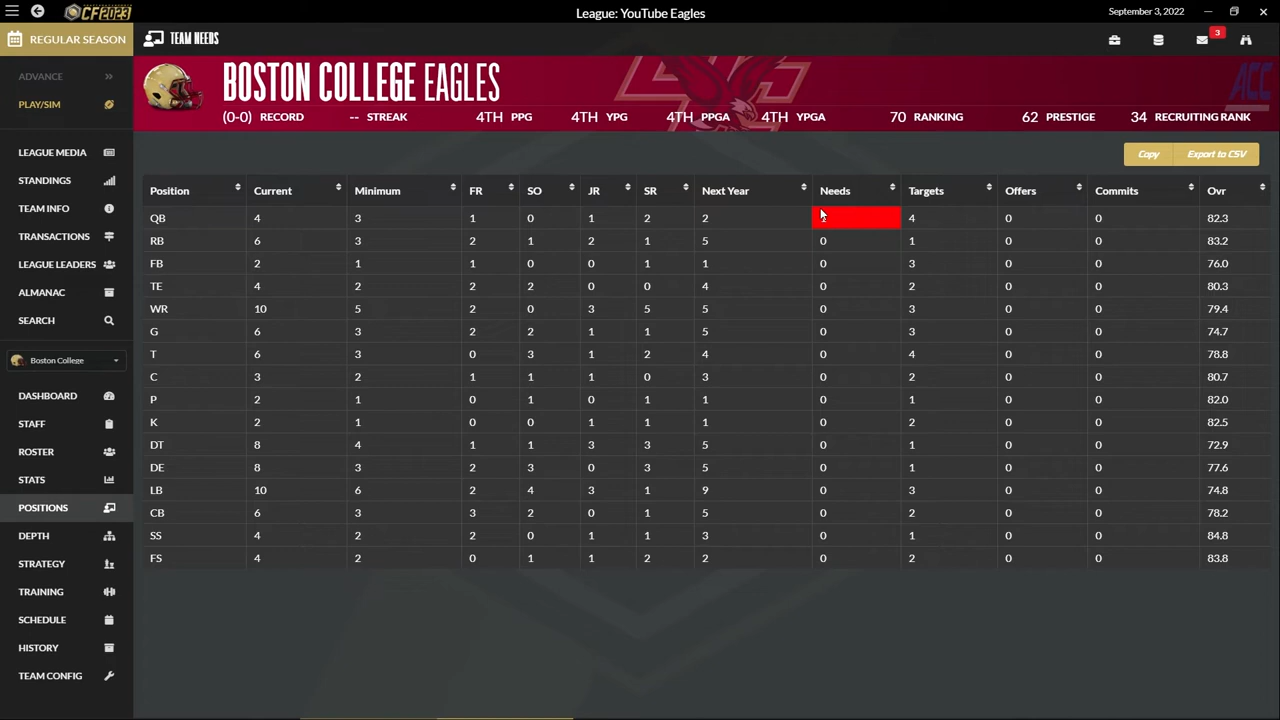 CF2023
League: YouTube Eagles
September 3, 2022
REGULAR SEASON
TEAM NEEDS
3
ADVANCE
PLAY/SIM
LEAGUE MEDIA
STANDINGS
TEAM INFO
TRANSACTIONS
LEAGUE LEADERS
ALMANAC
SEARCH
Boston College
DASHBOARD
STAFF
ROSTER
STATS
POSITIONS
DEPTH
STRATEGY
TRAINING
SCHEDULE
HISTORY
TEAM CONFIG
BOSTON COLLEGE EAGLES
ACC
(0-0) RECORD -- STREAK 4TH PPG 4TH YPG 4TH PPGA 4TH YPGA 70 RANKING 62 PRESTIGE 34 RECRUITING RANK
Copy Export to CSV
Position Current Minimum FR SO JR SR Next Year Needs Targets Offers Commits Ovr
QB 4 3 1 0 1 2 2 4 0 0 82.3
RB 6 3 2 1 2 1 5 0 1 0 0 83.2
FB 2 1 1 0 0 1 1 0 3 0 0 76.0
TE 4 2 2 2 0 0 4 0 2 0 0 80.3
WR 10 5 2 0 3 5 5 0 3 0 0 79.4
G 6 3 2 2 1 1 5 0 3 0 0 74.7
T 6 3 0 3 1 2 4 0 4 0 0 78.8
C 3 2 1 1 1 0 3 0 2 0 0 80.7
P 2 1 0 1 0 1 1 0 1 0 0 82.0
K 2 1 0 0 1 1 1 0 2 0 0 82.5
DT 8 4 1 1 3 3 5 0 1 0 0 72.9
DE 8 3 2 3 0 3 5 0 1 0 0 77.6
LB 10 6 2 4 3 1 9 0 3 0 0 74.8
CB 6 3 3 2 0 1 5 0 2 0 0 78.2
SS 4 2 2 0 1 1 3 0 1 0 0 84.8
FS 4 2 0 1 1 2 2 0 2 0 0 83.8